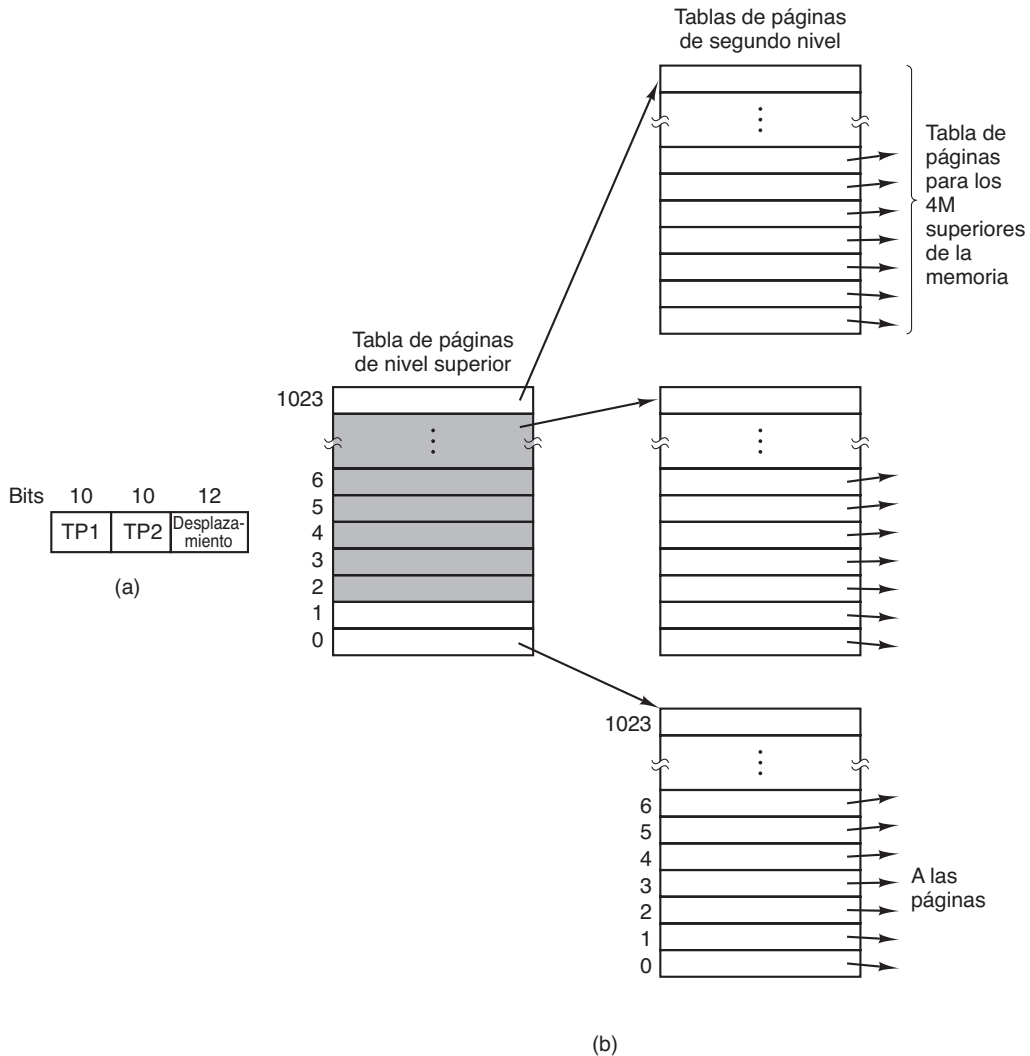 Tablas de páginas
de segundo nivel
Tabla de
páginas
para los
4M
superiores
de la
memoria
Tabla de páginas
de nivel superior
1023
6
5
4
3
2
1
0
Bits 10 10 12
TP1 TP2 Desplaza-
miento
(a)
1023
6
5
4
3
2
1
0
A las
páginas
(b)